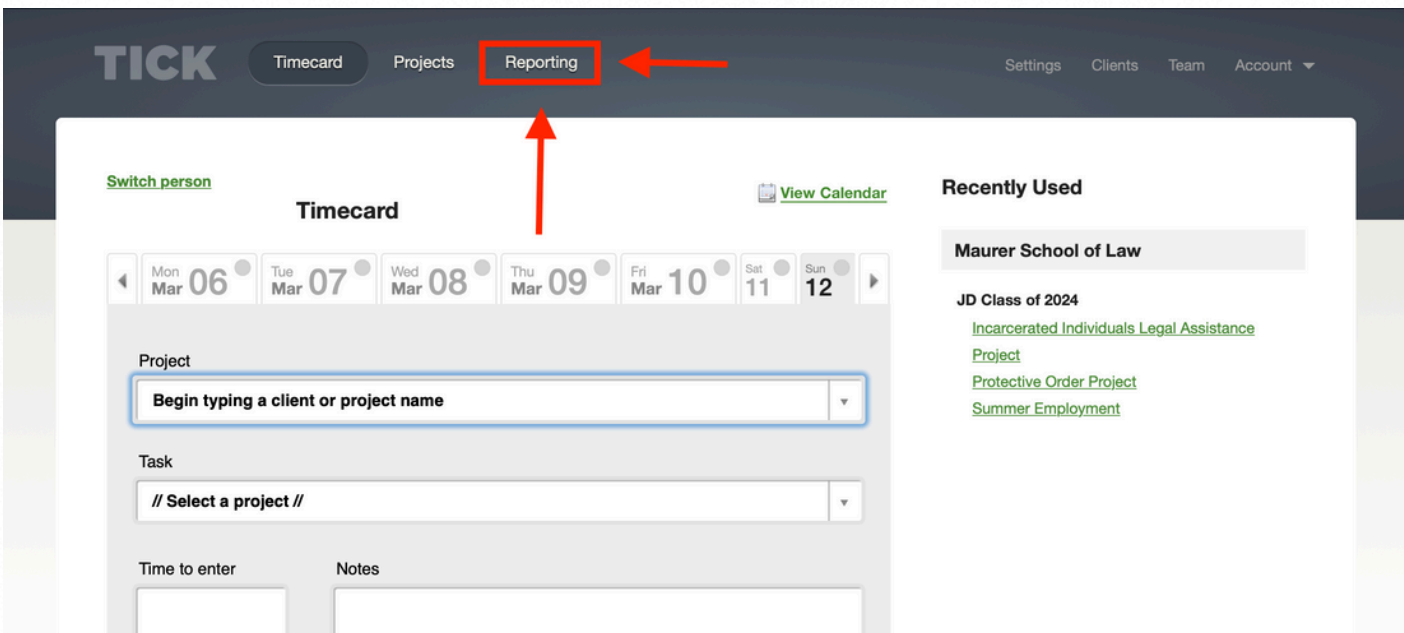 TICK Timecard Projects Reporting Settings Clients Team Account
Switch person
Timecard
View Calendar
Mon
Mar 06
Tue
Mar 07
Wed
Mar 08
Thu
Mar 09
Fri
Mar 10
Sat
11
Sun
12
Project
Begin typing a client or project name
Task
// Select a project //
Time to enter Notes
Recently Used
Maurer School of Law
JD Class of 2024
Incarcerated Individuals Legal Assistance
Project
Protective Order Project
Summer Employment